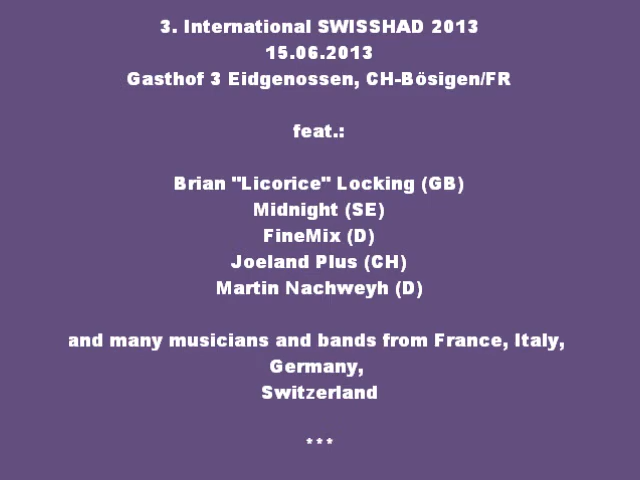 3. International SWISSHAD 2013
15.06.2013
Gasthof 3 Eidgenossen, CH-Bösigen/FR
feat.:
Brian "Licorice" Locking (GB)
Midnight (SE)
FineMix (D)
Joeland Plus (CH)
Martin Nachweyh (D)
and many musicians and bands from France, Italy,
Germany,
Switzerland
***